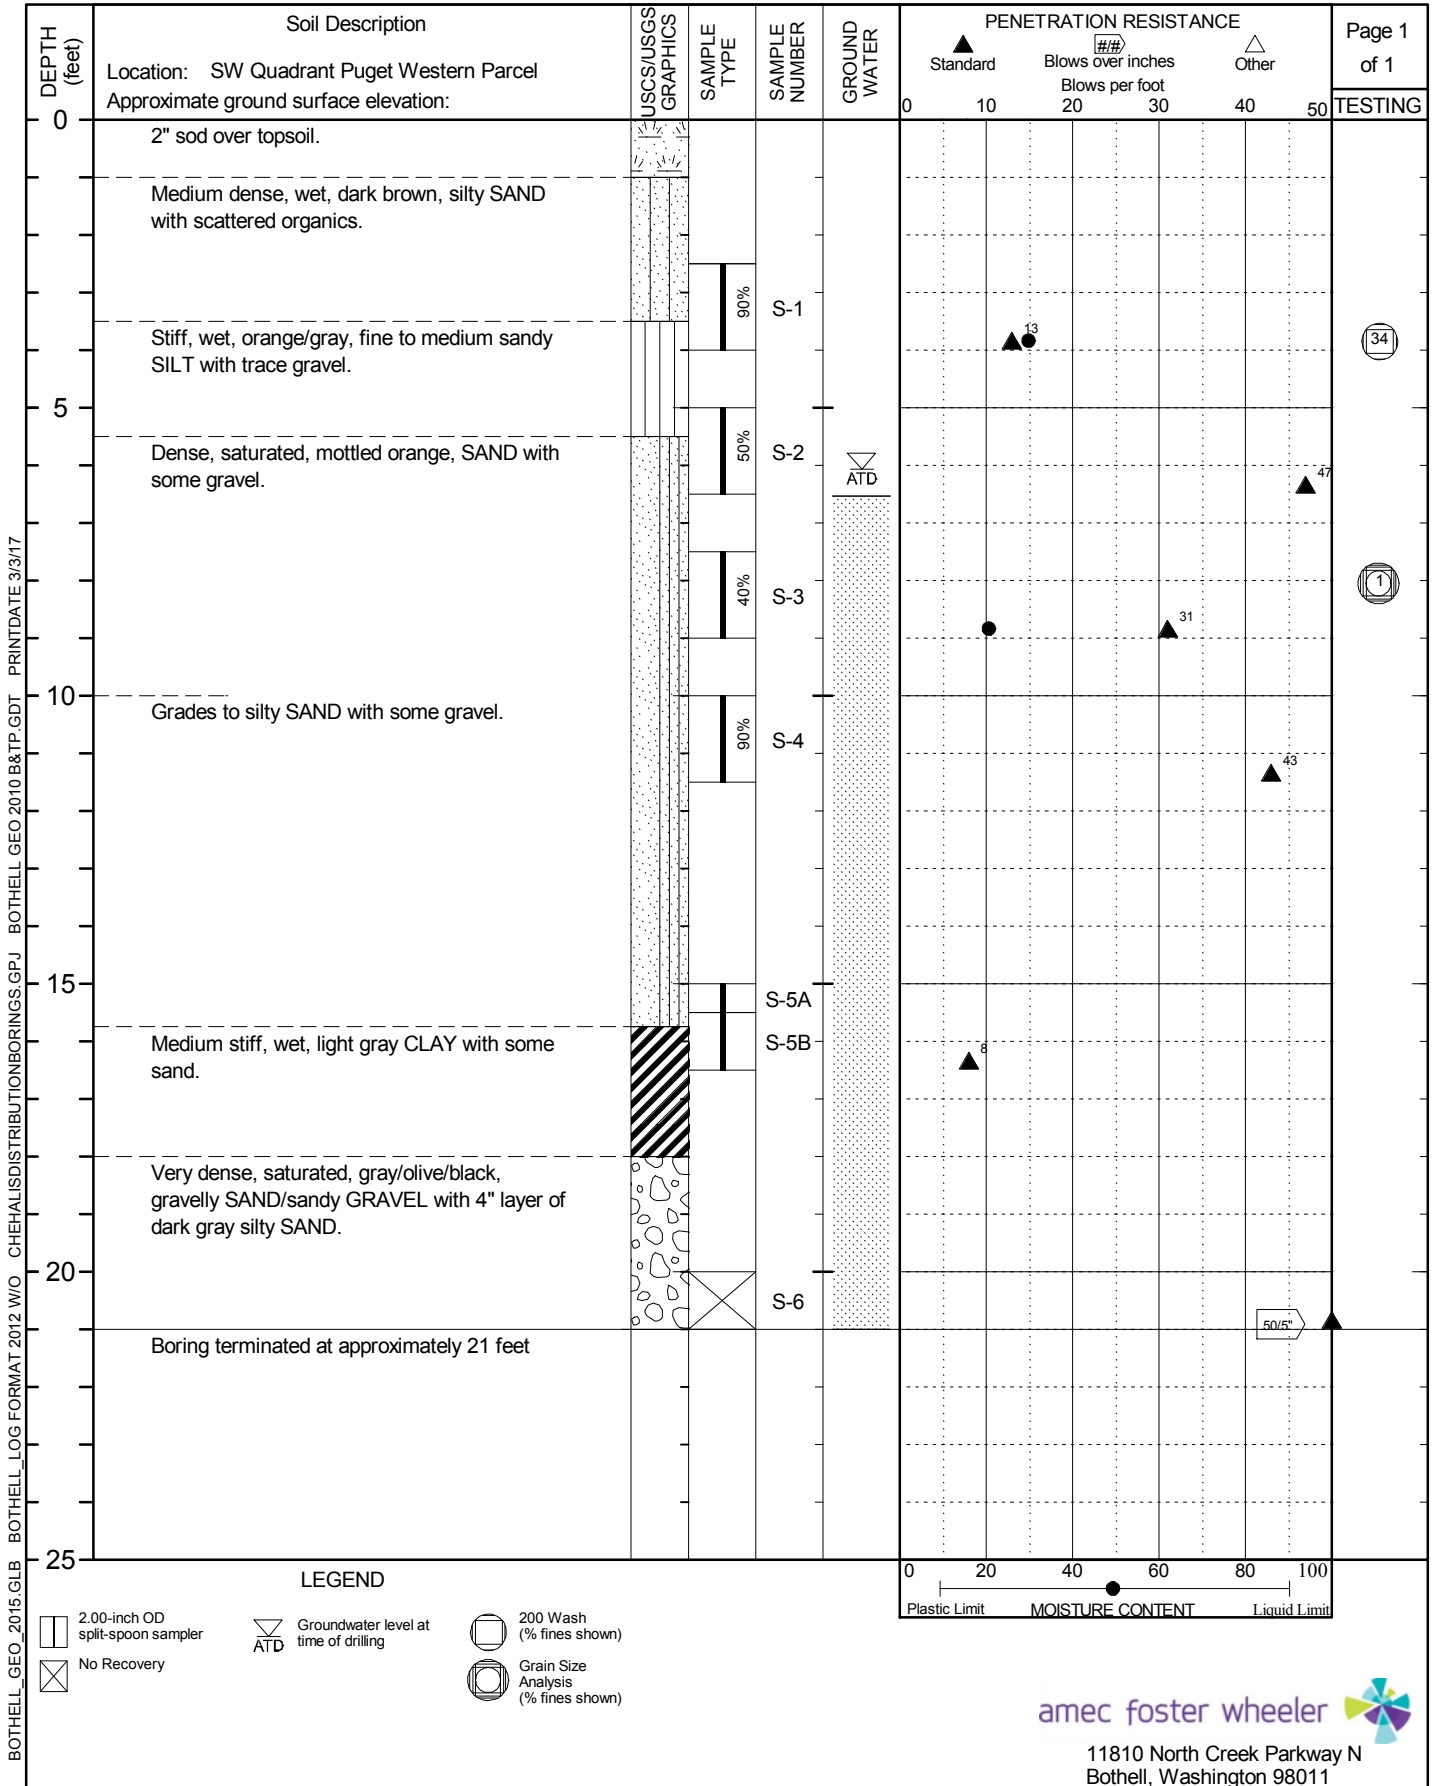 DEPTH
(feet)
Soil Description
Location: SW Quadrant Puget Western Parcel
Approximate ground surface elevation:
USCS/USGS
GRAPHICS
SAMPLE
TYPE
SAMPLE
NUMBER
GROUND
WATER
PENETRATION RESISTANCE
#/#
Standard
Blows over inches
Other
Blows per foot
0 10 20 30 40 50
Page 1
of 1
TESTING
0
2" sod over topsoil.
Medium dense, wet, dark brown, silty SAND
with scattered organics.
90%
S-1
Stiff, wet, orange/gray, fine to medium sandy
SILT with trace gravel.
13
34
5
Dense, saturated, mottled orange, SAND with
some gravel.
50%
S-2
ATD
47
40%
S-3
1
31
10
Grades to silty SAND with some gravel.
90%
S-4
43
15
S-5A
Medium stiff, wet, light gray CLAY with some
sand.
S-5B
8
Very dense, saturated, gray/olive/black,
gravelly SAND/sandy GRAVEL with 4" layer of
dark gray silty SAND.
20
S-6
50/5"
Boring terminated at approximately 21 feet
25
0 20 40 60 80 100
Plastic Limit MOISTURE CONTENT Liquid Limit
LEGEND
2.00-inch OD
split-spoon sampler
No Recovery
ATD
Groundwater level at
time of drilling
200 Wash
(% fines shown)
Grain Size
Analysis
(% fines shown)
amec foster wheeler
11810 North Creek Parkway N
Bothell, Washington 98011
BOTHELL_GEO_2015.GLB BOTHELL_LOG FORMAT 2012 W/O CHEHALISDISTRIBUTIONBORINGS.GPJ BOTHELL GEO 2010 B&TP.GDT PRINTDATE 3/3/17